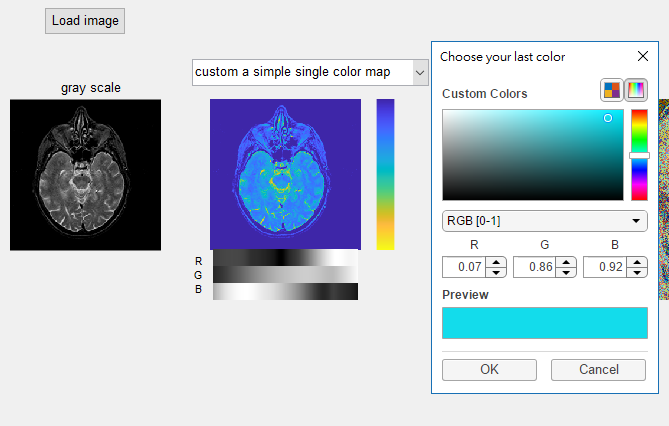 Load image
gray scale
custom a simple single color map
R
G
B
Choose your last color
Custom Colors
RGB [0-1]
R G B
0.07 0.86 0.92
Preview
OK Cancel